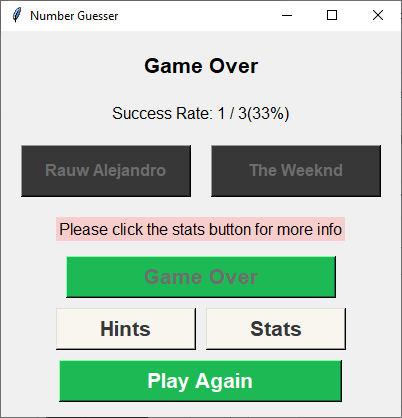 Number Guesser
Game Over
Success Rate: 1 / 3(33%)
Rauw Alejandro
The Weeknd
Please click the stats button for more info
Game Over
Hints
Stats
Play Again